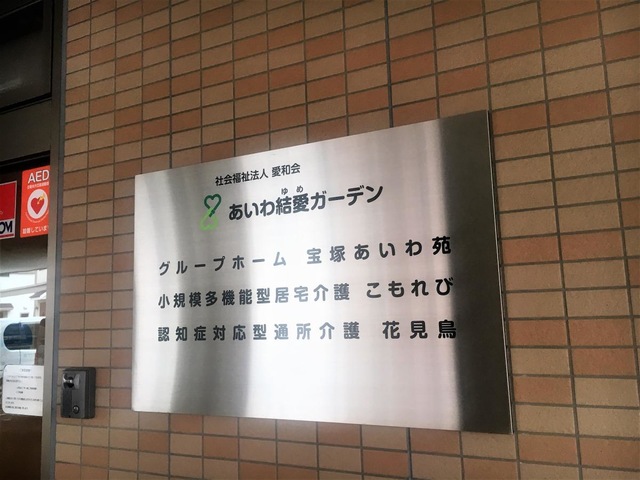 社会福祉法人 愛和会
ゆめ
あいわ結愛ガーデン
グループホーム 宝塚あいわ苑
小規模多機能型居宅介護 こもれび
認知症対応型通所介護 花見鳥
AED